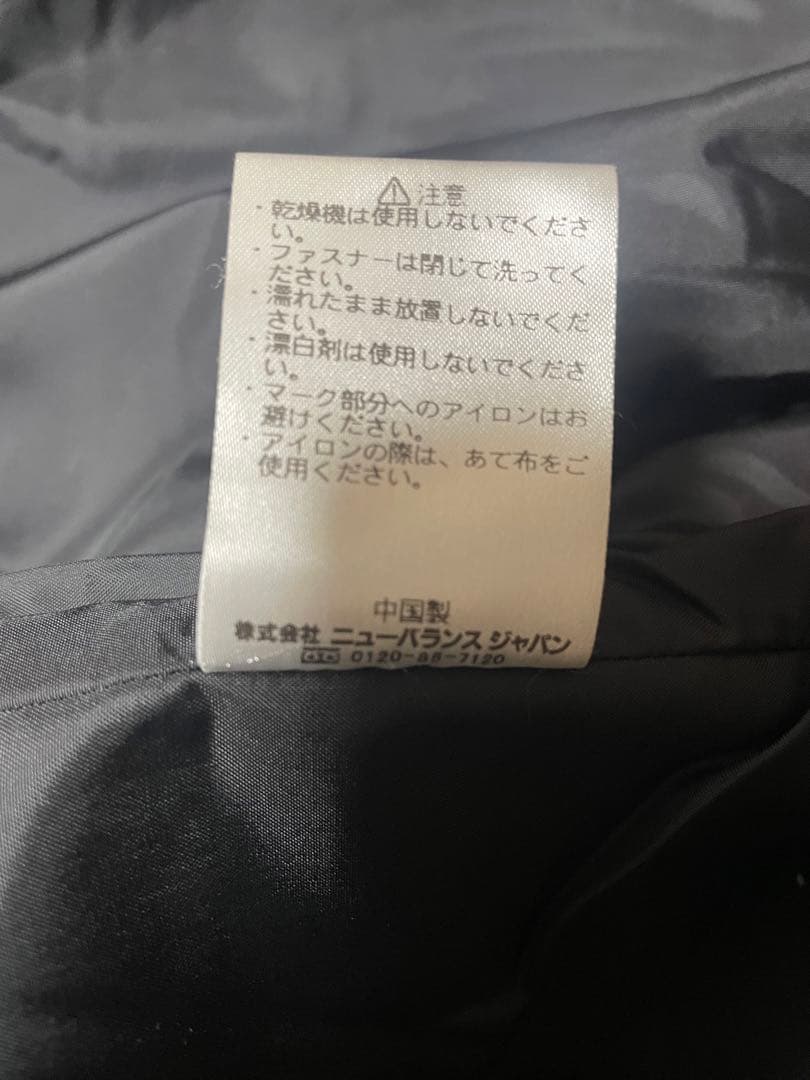 ⚠注意
・乾燥機は使用しないでくださ
い。
・ファスナーは閉じて洗ってく
ださい。
・濡れたまま放置しないでくだ
さい。
・漂白剤は使用しないでくださ
い。
・マーク部分へのアイロンはお
避けください。
・アイロンの際は、あて布をご
使用ください。
中国製
株式会社 ニューバランス ジャパン
0120-85-7120